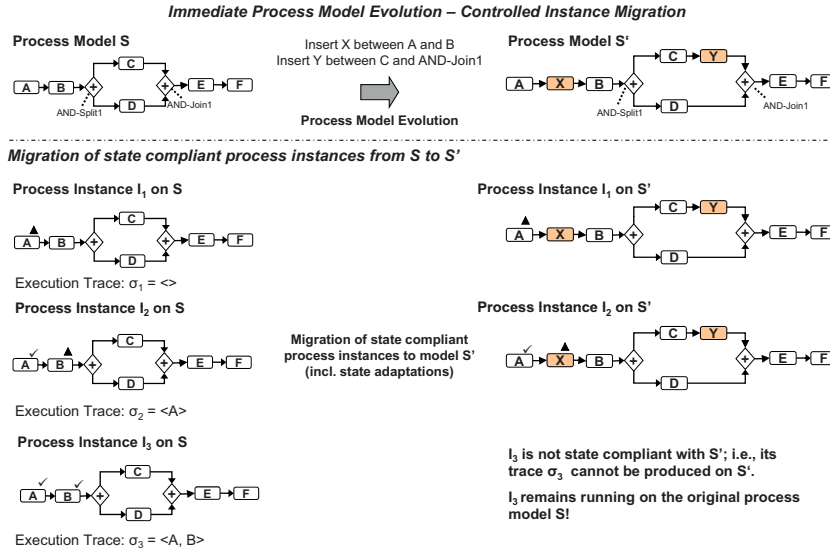 Immediate Process Model Evolution – Controlled Instance Migration
Process Model S
A B + C D + E F
AND-Split1
AND-Join1
Insert X between A and B
Insert Y between C and AND-Join1
Process Model Evolution
Process Model S‘
A X B + C Y D + E F
AND-Split1
AND-Join1
Migration of state compliant process instances from S to S’
Process Instance I1 on S
A B + C D + E F
Execution Trace: σ1 = <>
Process Instance I1 on S’
A X B + C Y D + E F
Process Instance I2 on S
A B + C D + E F
Execution Trace: σ2 = <A>
Migration of state compliant
process instances to model S’
(incl. state adaptations)
Process Instance I2 on S’
A X B + C Y D + E F
Process Instance I3 on S
A B + C D + E F
Execution Trace: σ3 = <A, B>
I3 is not state compliant with S’; i.e., its
trace σ3 cannot be produced on S‘.
I3 remains running on the original process
model S!